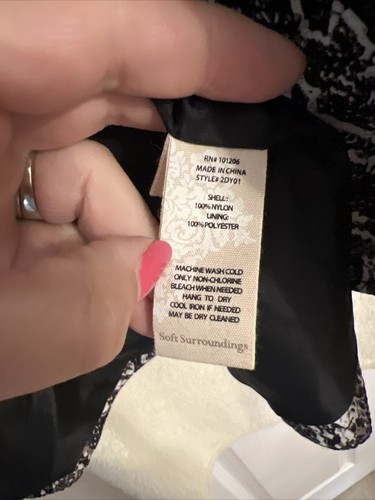 RN# 101206
MADE IN CHINA
STYLE# 2DY01
SHELL:
100% NYLON
LINING:
100% POLYESTER
MACHINE WASH COLD
ONLY NON-CHLORINE
BLEACH WHEN NEEDED
HANG TO DRY
COOL IRON IF NEEDED
MAY BE DRY CLEANED
Soft Surroundings